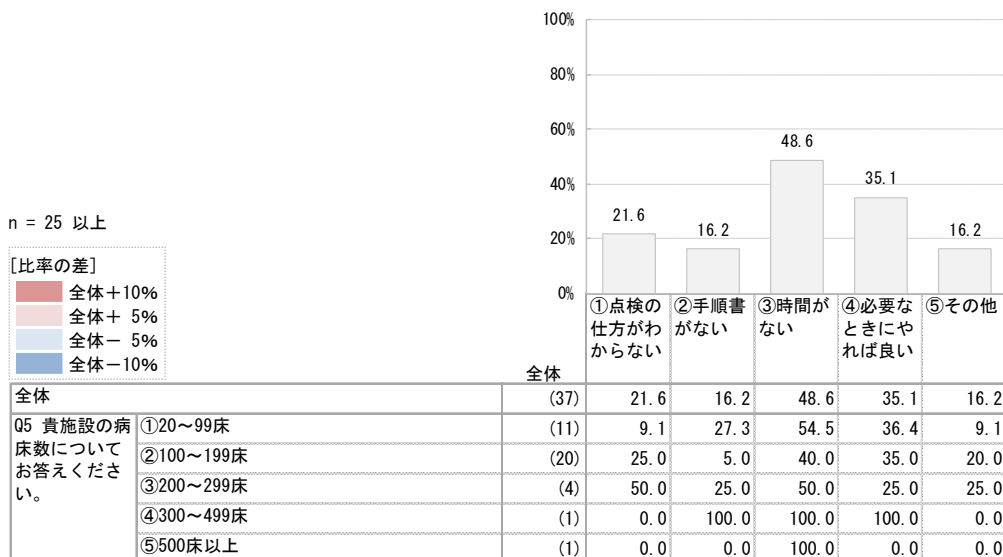 100%
80%
60%
40%
20%
0%
21.6
16.2
48.6
35.1
16.2
n = 25 以上
[比率の差]
全体+10%
全体+ 5%
全体- 5%
全体-10%
全体
①点検の
仕方がわ
からない
②手順書
がない
③時間が
ない
④必要な
ときにや
れば良い
⑤その他
全体 (37) 21.6 16.2 48.6 35.1 16.2
Q5 貴施設の病
床数について
お答えくださ
い。
①20~99床 (11) 9.1 27.3 54.5 36.4 9.1
②100~199床 (20) 25.0 5.0 40.0 35.0 20.0
③200~299床 (4) 50.0 25.0 50.0 25.0 25.0
④300~499床 (1) 0.0 100.0 100.0 100.0 0.0
⑤500床以上 (1) 0.0 0.0 100.0 0.0 0.0